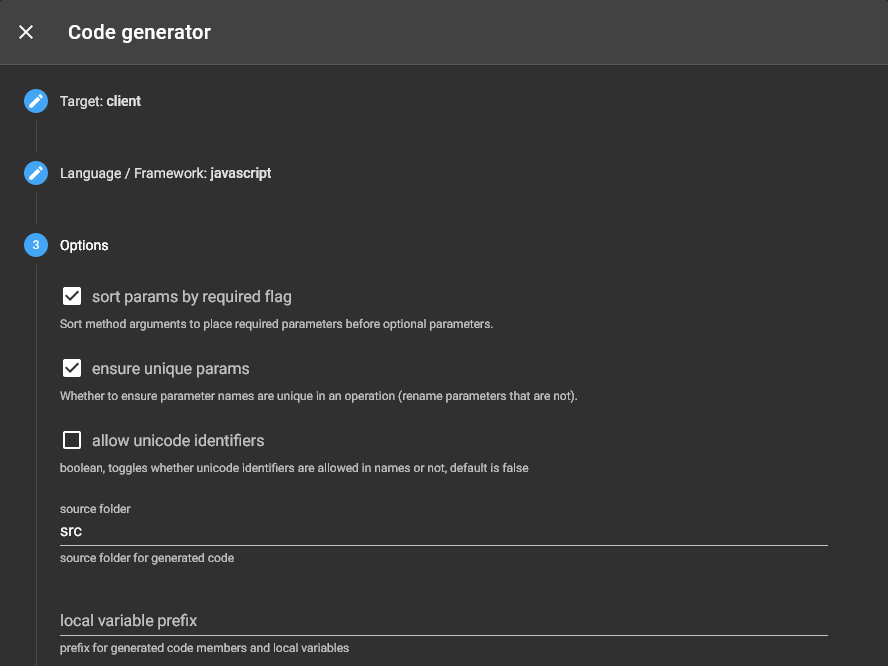 Code generator
Target: client
Language / Framework: javascript
3 Options
sort params by required flag
Sort method arguments to place required parameters before optional parameters.
ensure unique params
Whether to ensure parameter names are unique in an operation (rename parameters that are not).
allow unicode identifiers
boolean, toggles whether unicode identifiers are allowed in names or not, default is false
source folder
src
source folder for generated code
local variable prefix
prefix for generated code members and local variables